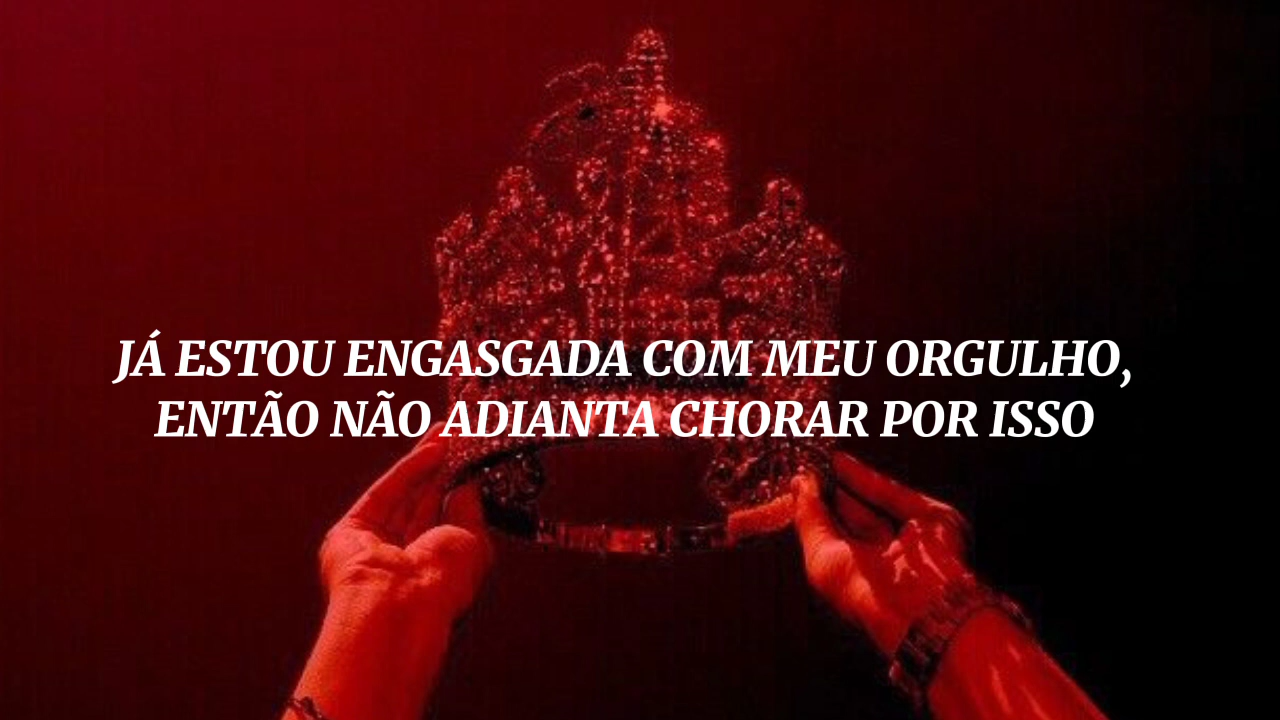 JÁ ESTOU ENGASGADA COM MEU ORGULHO,
ENTÃO NÃO ADIANTA CHORAR POR ISSO